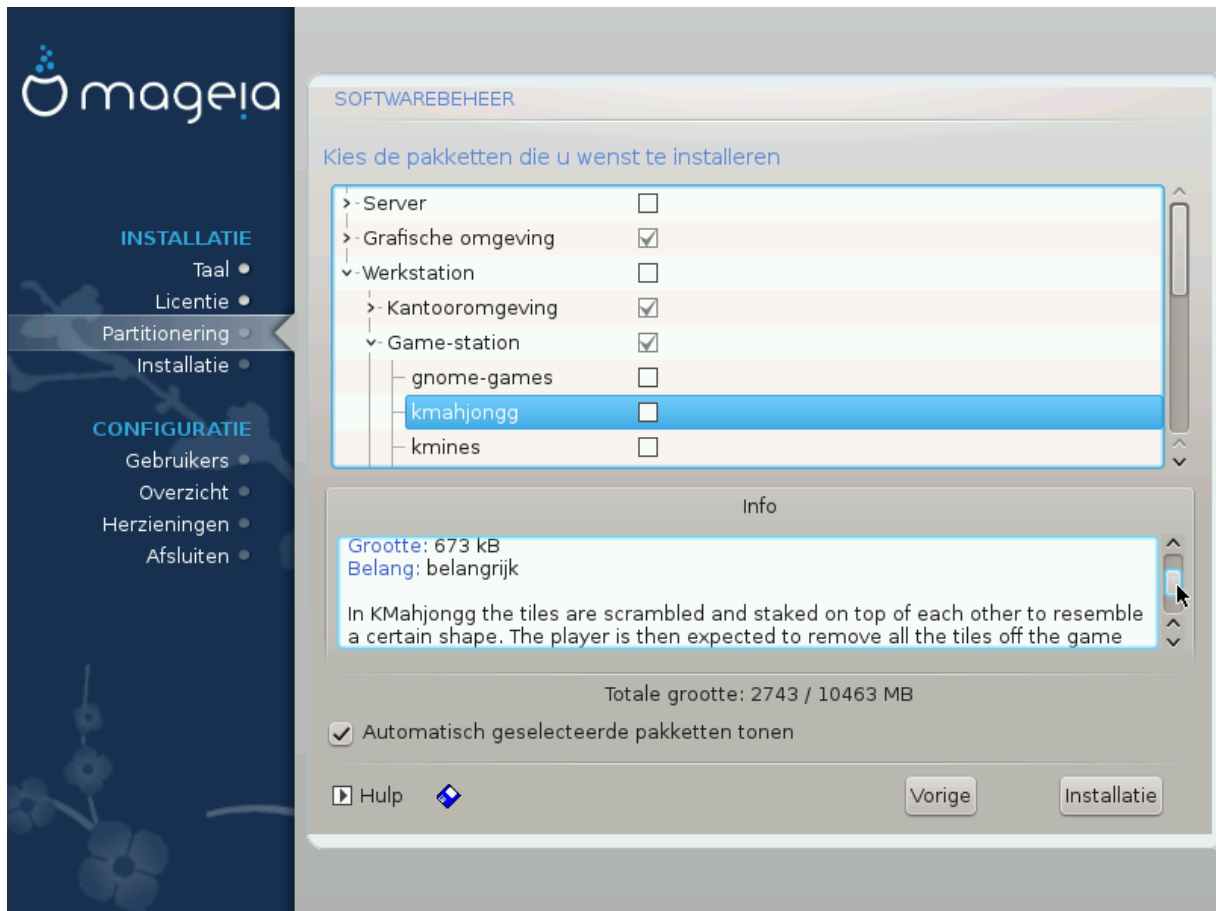 mageia
INSTALLATIE
Taal
Licentie
Partitionering
Installatie
CONFIGURATIE
Gebruikers
Overzicht
Herzieningen
Afsluiten
SOFTWAREBEHEER
Kies de pakketten die u wenst te installeren
Server
Grafische omgeving
Werkstation
Kantooromgeving
Game-station
gnome-games
kmahjongg
kmines
Info
Grootte: 673 kB
Belang: belangrijk
In KMahjongg the tiles are scrambled and staked on top of each other to resemble
a certain shape. The player is then expected to remove all the tiles off the game
Totale grootte: 2743 / 10463 MB
Automatisch geselecteerde pakketten tonen
Hulp
Vorige
Installatie